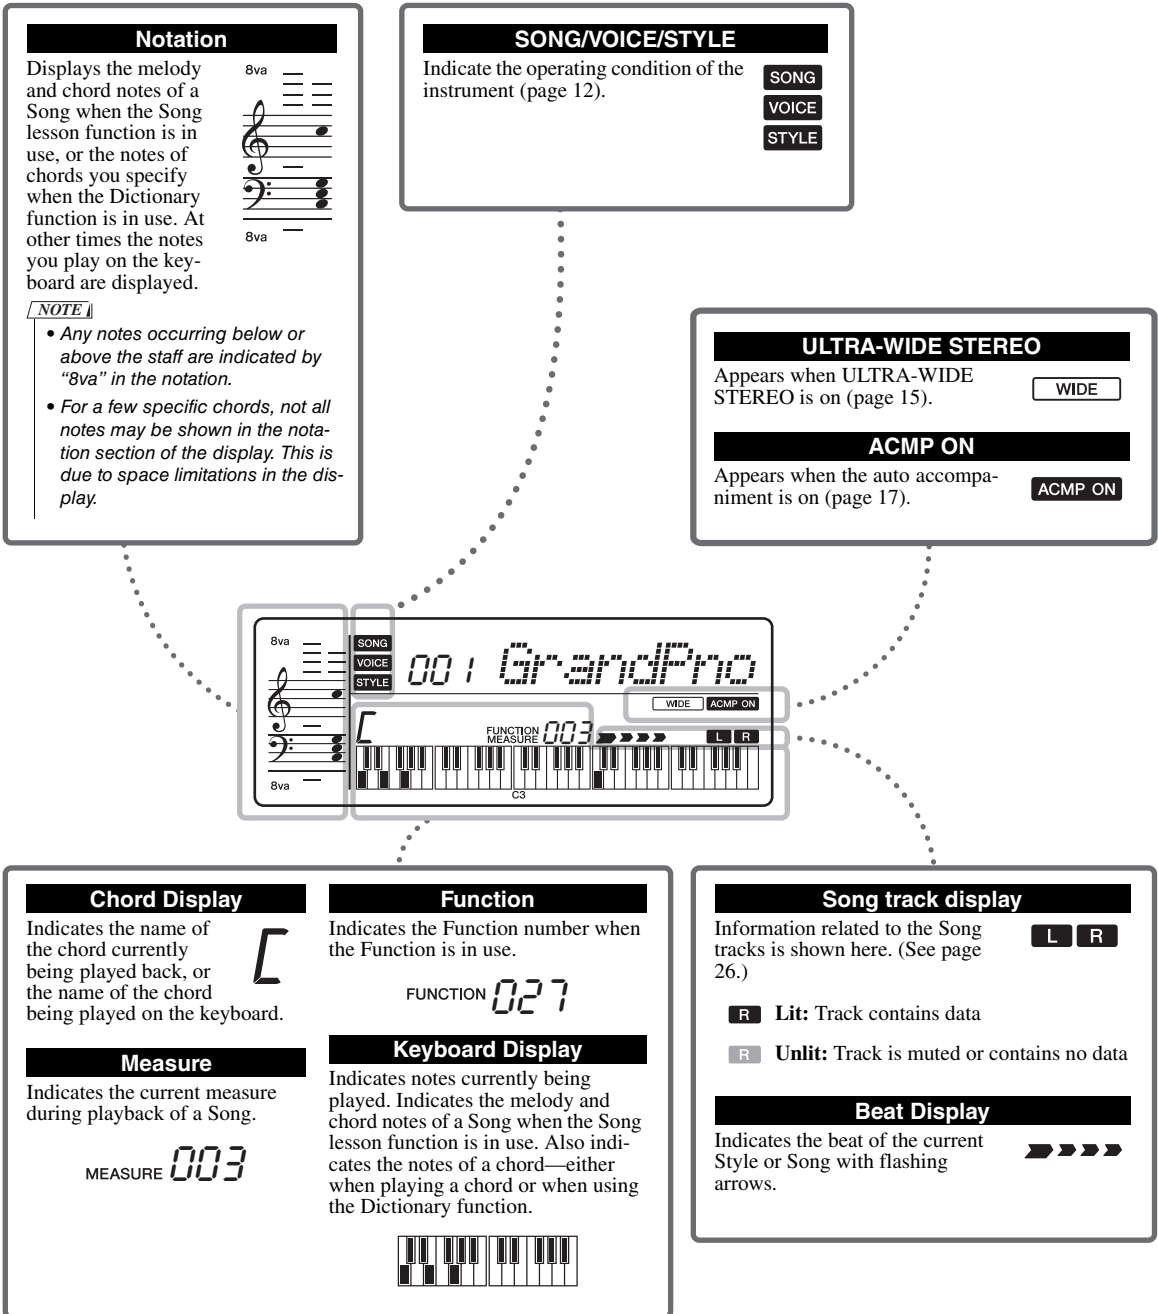 Notation
Displays the melody
and chord notes of a
Song when the Song
lesson function is in
use, or the notes of
chords you specify
when the Dictionary
function is in use. At
other times the notes
you play on the key-
board are displayed.
8va
8va
NOTE
• Any notes occurring below or
above the staff are indicated by
“8va” in the notation.
• For a few specific chords, not all
notes may be shown in the nota-
tion section of the display. This is
due to space limitations in the dis-
play.
SONG/VOICE/STYLE
Indicate the operating condition of the
instrument (page 12).
SONG
VOICE
STYLE
ULTRA-WIDE STEREO
Appears when ULTRA-WIDE
STEREO is on (page 15).
WIDE
ACMP ON
Appears when the auto accompa-
niment is on (page 17).
ACMP ON
8va
8va
SONG
VOICE
STYLE
001 GrandPno
WIDE ACMP ON
C
FUNCTION
MEASURE 003
L R
C3
Chord Display
Indicates the name of
the chord currently
being played back, or
the name of the chord
being played on the keyboard.
C
Measure
Indicates the current measure
during playback of a Song.
MEASURE 003
Function
Indicates the Function number when
the Function is in use.
FUNCTION 027
Keyboard Display
Indicates notes currently being
played. Indicates the melody and
chord notes of a Song when the Song
lesson function is in use. Also indi-
cates the notes of a chord—either
when playing a chord or when using
the Dictionary function.
Song track display
Information related to the Song
tracks is shown here. (See page
26.)
L R
R Lit: Track contains data
R Unlit: Track is muted or contains no data
Beat Display
Indicates the beat of the current
Style or Song with flashing
arrows.